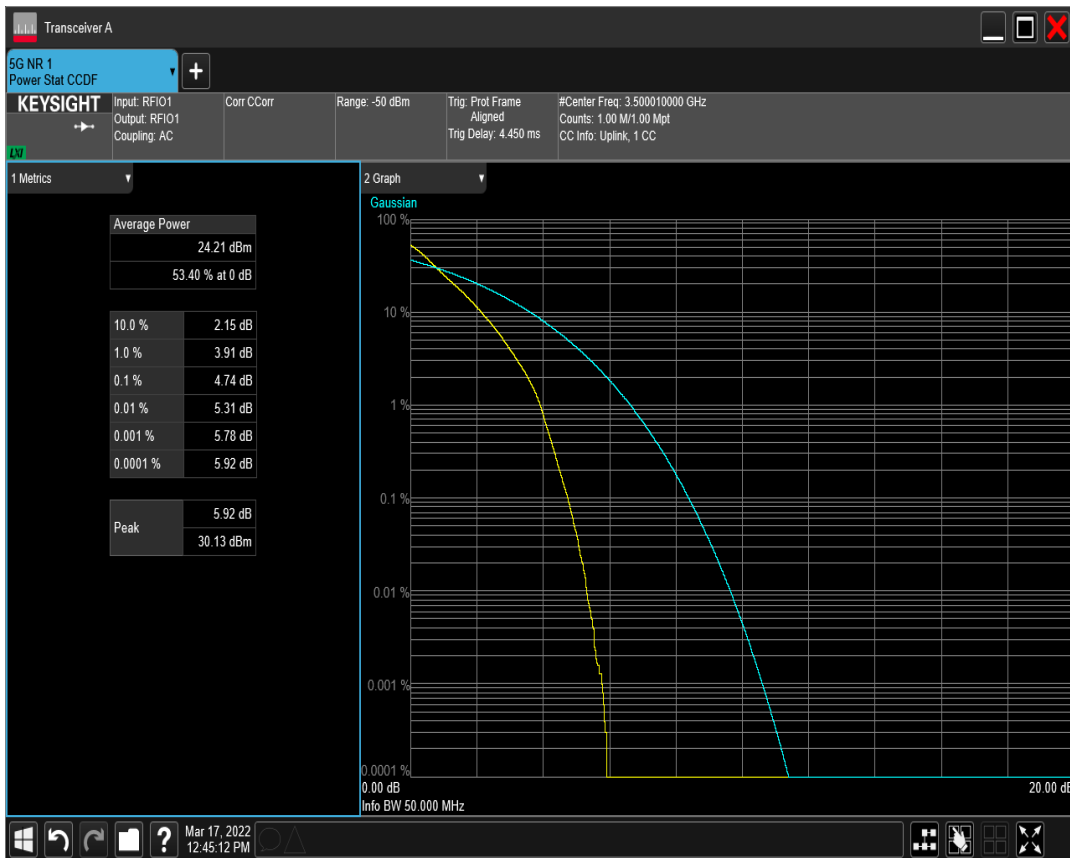 Transceiver A
5G NR 1
Power Stat CCDF
+
KEYSIGHT
LXI
Input: RFIO1
Output: RFIO1
Coupling: AC
Corr CCorr
Range: -50 dBm
Trig: Prot Frame
Aligned
Trig Delay: 4.450 ms
#Center Freq: 3.500010000 GHz
Counts: 1.00 M/1.00 Mpt
CC Info: Uplink, 1 CC
1 Metrics
Average Power
24.21 dBm
53.40 % at 0 dB
10.0 % 2.15 dB
1.0 % 3.91 dB
0.1 % 4.74 dB
0.01 % 5.31 dB
0.001 % 5.78 dB
0.0001 % 5.92 dB
Peak
5.92 dB
30.13 dBm
2 Graph
Gaussian
100 %
10 %
1 %
0.1 %
0.01 %
0.001 %
0.0001 %
0.00 dB 20.00 dB
Info BW 50.000 MHz
?
Mar 17, 2022
12:45:12 PM